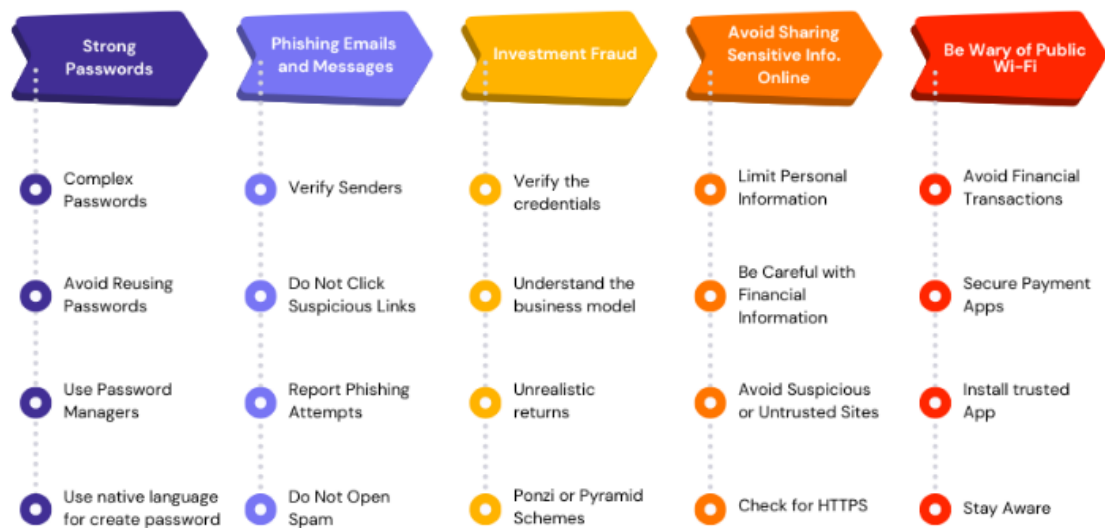 Strong
Passwords
Complex
Passwords
Avoid Reusing
Passwords
Use Password
Managers
Use native language
for create password
Phishing Emails
and Messages
Verify Senders
Do Not Click
Suspicious Links
Report Phishing
Attempts
Do Not Open
Spam
Investment Fraud
Verify the
credentials
Understand the
business model
Unrealistic
returns
Ponzi or Pyramid
Schemes
Avoid Sharing
Sensitive Info.
Online
Limit Personal
Information
Be Careful with
Financial
Information
Avoid Suspicious
or Untrusted Sites
Check for HTTPS
Be Wary of Public
Wi-Fi
Avoid Financial
Transactions
Secure Payment
Apps
Install trusted
App
Stay Aware